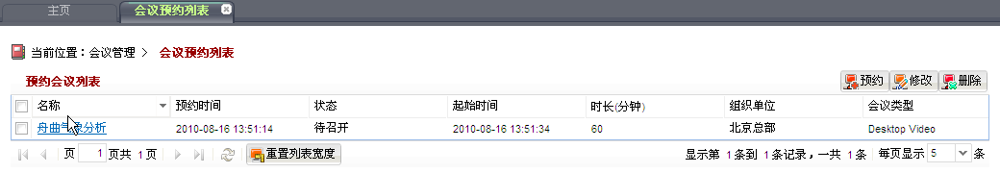 主页 会议预约列表
当前位置：会议管理 > 会议预约列表
预约会议列表 预约 修改 删除
名称 预约时间 状态 起始时间 时长(分钟) 组织单位 会议类型
舟曲气象分析 2010-08-16 13:51:14 待召开 2010-08-16 13:51:34 60 北京总部 Desktop Video
页 1 页共 1 页 重置列表宽度 显示第 1 条到 1 条记录，一共 1 条 每页显示 5 条